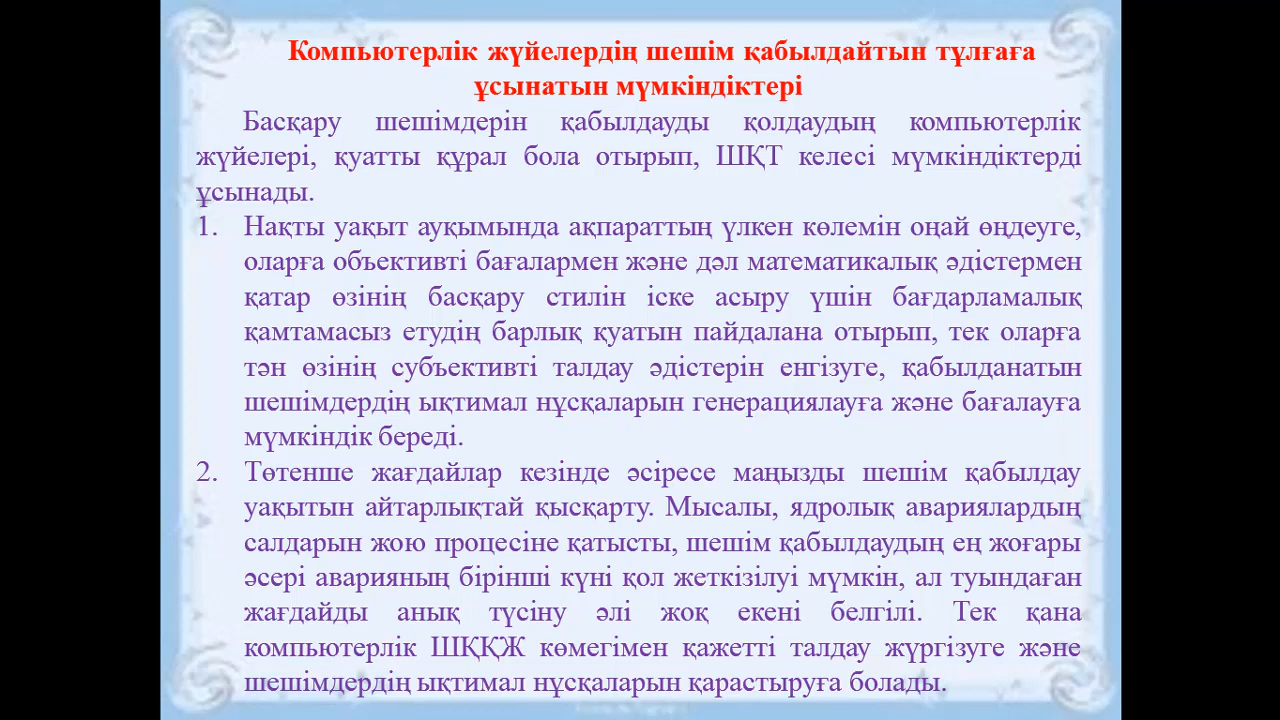 Компьютерлік жүйелердің шешім қабылдайтын тұлғаға
ұсынатын мүмкіндіктері
Басқару шешімдерін қабылдауды қолдаудың компьютерлік
жүйелері, қуатты құрал бола отырып, ШҚТ келесі мүмкіндіктерді
ұсынады.
1. Нақты уақыт ауқымында ақпараттың үлкен көлемін оңай өңдеуге,
оларға объективті бағалармен және дәл математикалық әдістермен
қатар өзінің басқару стилін іске асыру үшін бағдарламалық
қамтамасыз етудің барлық қуатын пайдалана отырып, тек оларға
тән өзінің субъективті талдау әдістерін енгізуге, қабылданатын
шешімдердің ықтимал нұсқаларын генерациялауға және бағалауға
мүмкіндік береді.
2. Төтенше жағдайлар кезінде әсіресе маңызды шешім қабылдау
уақытын айтарлықтай қысқарту. Мысалы, ядролық авариялардың
салдарын жою процесіне қатысты, шешім қабылдаудың ең жоғары
әсері аварияның бірінші күні қол жеткізілуі мүмкін, ал туындаған
жағдайды анық түсіну әлі жоқ екені белгілі. Тек қана
компьютерлік ШҚҚЖ көмегімен қажетті талдау жүргізуге және
шешімдердің ықтимал нұсқаларын қарастыруға болады.